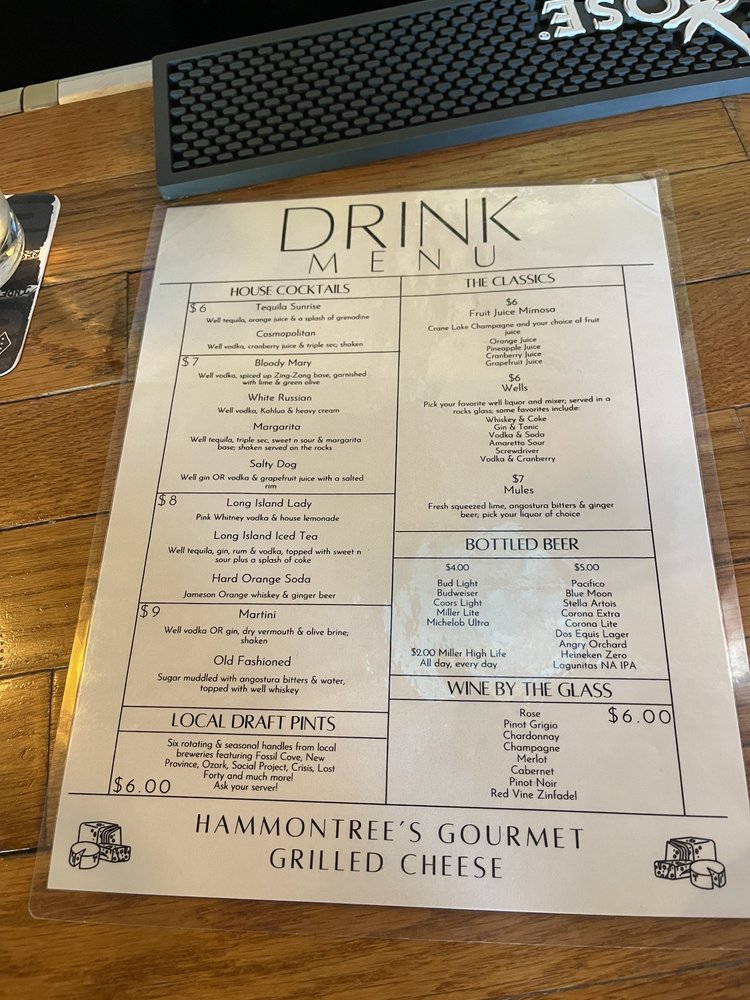 ROSE
DRINK
MENU
HOUSE COCKTAILS
$6
Tequila Sunrise
Well tequila, orange juice & a splash of grenadine
Cosmopolitan
Well vodka, cranberry juice & triple sec; shaken
$7
Bloody Mary
Well vodka, spiced up Zing-Zang base, garnished
with lime & green olive
White Russian
Well vodka, Kahlua & heavy cream
Margarita
Well tequila, triple sec, sweet n sour & margarita
base; shaken served on the rocks
Salty Dog
Well gin OR vodka & grapefruit juice with a salted
rim
$8
Long Island Lady
Pink Whitney vodka & house lemonade
Long Island Iced Tea
Well tequila, gin, rum & vodka, topped with sweet n
sour plus a splash of coke
Hard Orange Soda
Jameson Orange whiskey & ginger beer
$9
Martini
Well vodka OR gin, dry vermouth & olive brine;
shaken
Old Fashioned
Sugar muddled with angostura bitters & water,
topped with well whiskey
LOCAL DRAFT PINTS
Six rotating & seasonal handles from local
breweries featuring Fossil Cove, New
Province, Ozark, Social Project, Crisis, Lost
Forty and much more!
Ask your server!
$6.00
THE CLASSICS
$6
Fruit Juice Mimosa
Crane Lake Champagne and your choice of fruit
juice
Orange Juice
Pineapple Juice
Cranberry Juice
Grapefruit Juice
$6
Wells
Pick your favorite well liquor and mixer; served in a
rocks glass; some favorites include:
Whiskey & Coke
Gin & Tonic
Vodka & Soda
Amaretto Sour
Screwdriver
Vodka & Cranberry
$7
Mules
Fresh squeezed lime, angostura bitters & ginger
beer; pick your liquor of choice
BOTTLED BEER
$4.00
Bud Light
Budweiser
Coors Light
Miller Lite
Michelob Ultra
$2.00 Miller High Life
All day, every day
$5.00
Pacifico
Blue Moon
Stella Artois
Corona Extra
Corona Lite
Dos Equis Lager
Angry Orchard
Heineken Zero
Lagunitas NA IPA
WINE BY THE GLASS
$6.00
Rose
Pinot Grigio
Chardonnay
Champagne
Merlot
Cabernet
Pinot Noir
Red Vine Zinfadel
HAMMONTREE'S GOURMET
GRILLED CHEESE